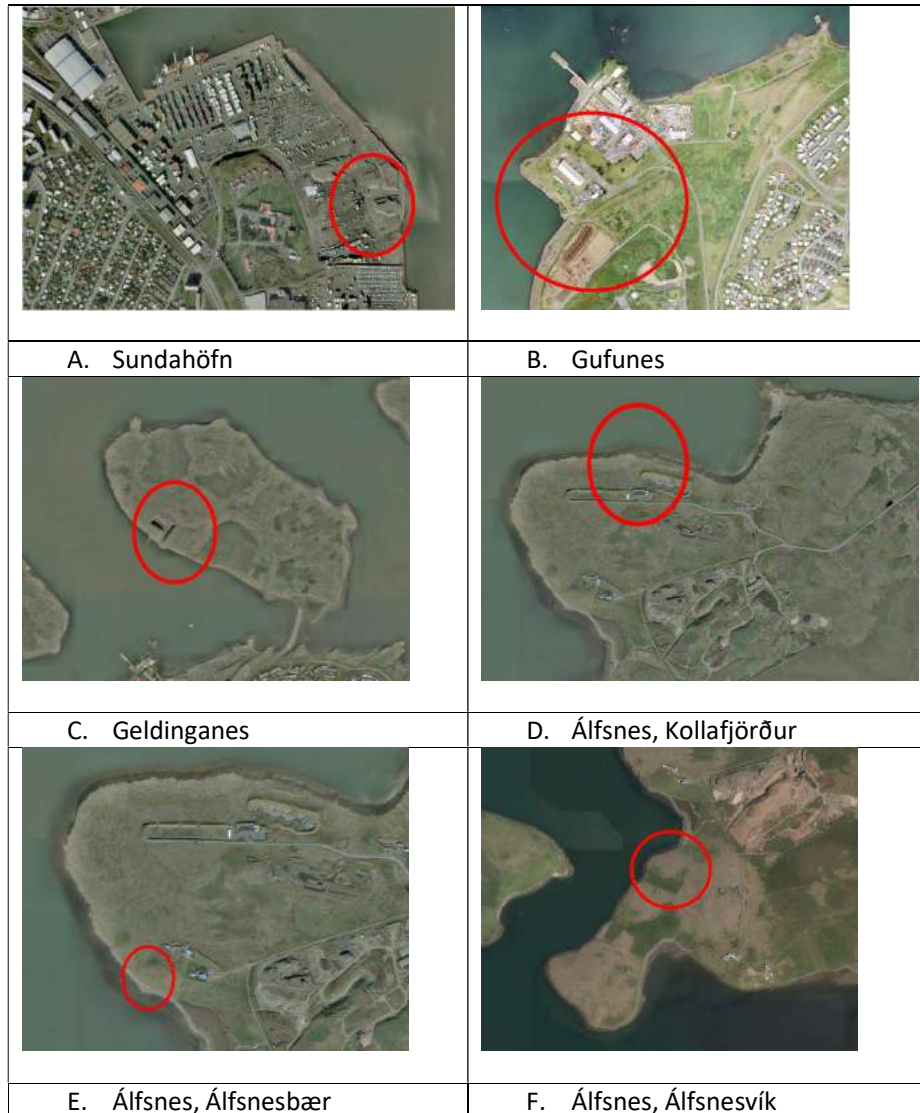 A. Sundahöfn
B. Gufunes
C. Geldinganes
D. Álfsnes, Kollafjörður
E. Álfsnes, Álfsnesbær
F. Álfsnes, Álfsnesvík